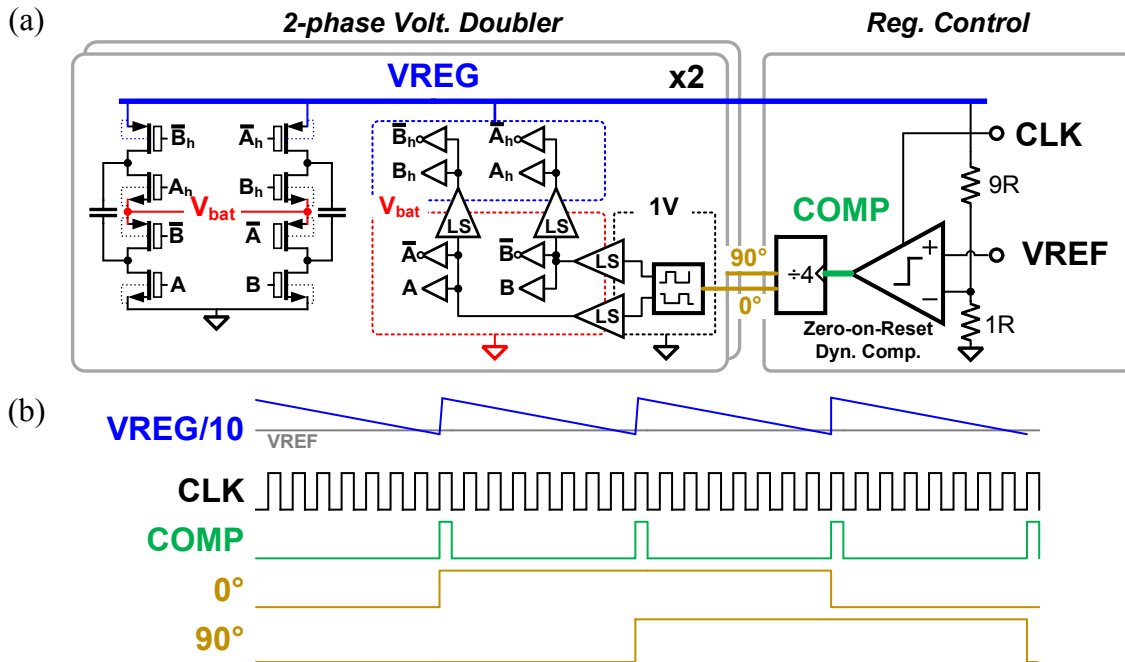 (a)
2-phase Volt. Doubler
Reg. Control
VREG
x2
B̅h
A̅h
Ah
Bh
Vbat
B̅
A̅
A
B
B̅h
A̅h
Bh
Ah
LS
LS
Vbat
1V
A̅
B̅
A
B
LS
LS
90°
0°
÷4
COMP
CLK
9R
VREF
+
−
1R
Zero-on-Reset
Dyn. Comp.
(b)
VREG/10
VREF
CLK
COMP
0°
90°